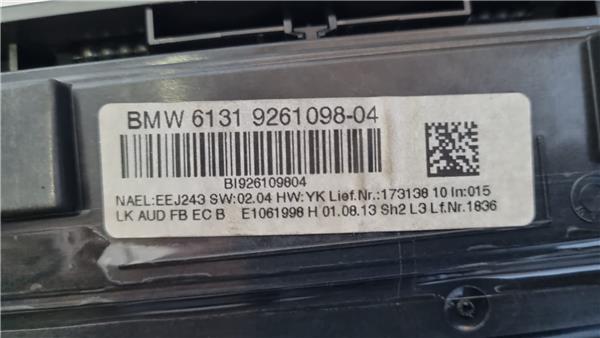 BMW 6131 9261098-04
BI926109804
NAEL:EEJ243 SW:02.04 HW:YK Lief.Nr.:173138 10 In:015
LK AUD FB EC B E1061998 H 01.08.13 Sh2 L3 Lf.Nr.1836